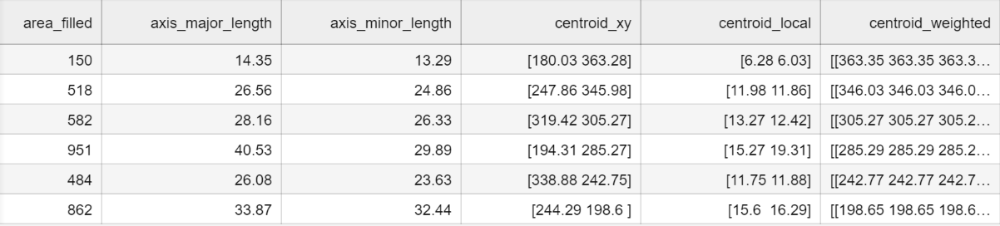 area_filled axis_major_length axis_minor_length centroid_xy centroid_local centroid_weighted
150 14.35 13.29 [180.03 363.28] [6.28 6.03] [[363.35 363.35 363.3…
518 26.56 24.86 [247.86 345.98] [11.98 11.86] [[346.03 346.03 346.0…
582 28.16 26.33 [319.42 305.27] [13.27 12.42] [[305.27 305.27 305.2…
951 40.53 29.89 [194.31 285.27] [15.27 19.31] [[285.29 285.29 285.2…
484 26.08 23.63 [338.88 242.75] [11.75 11.88] [[242.77 242.77 242.7…
862 33.87 32.44 [244.29 198.6 ] [15.6  16.29] [[198.65 198.65 198.6…